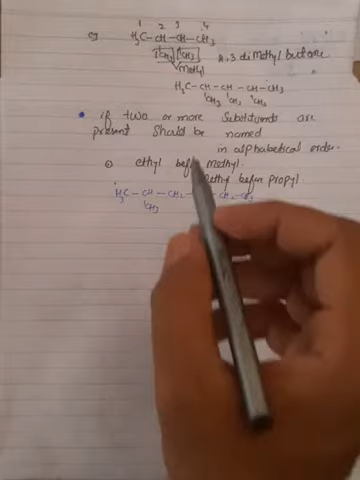 eg
1 2 3 4
H3C-CH-CH-CH3
CH3 CH3 2,3 dimethyl butane
Methyl
H3C-CH-CH-CH-CH3
CH3 CH3 CH3
• if two or more substituents are
present should be named
in alphabetical order.
ethyl before methyl.
methyl before propyl.
H3C-CH-CH2-
CH3